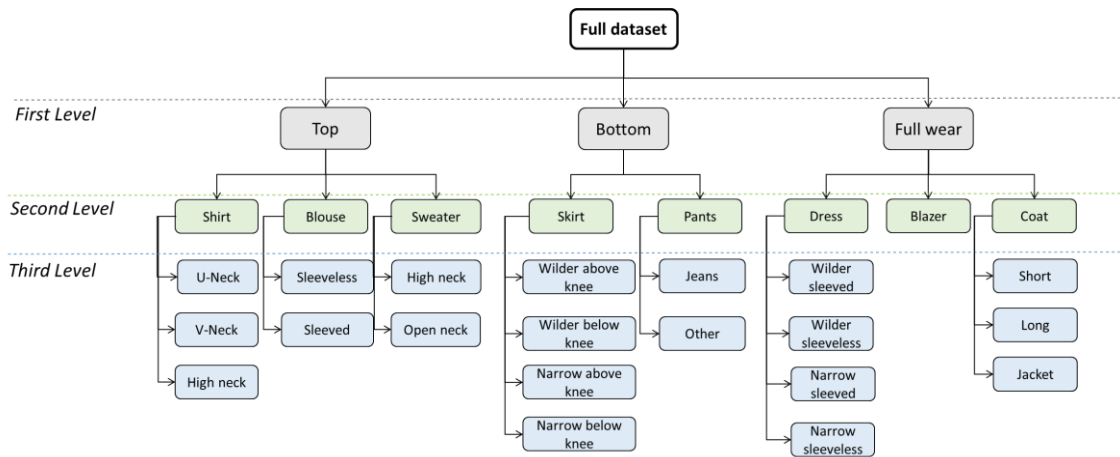 Full dataset
First Level
Top
Bottom
Full wear
Second Level
Shirt
Blouse
Sweater
Skirt
Pants
Dress
Blazer
Coat
Third Level
U-Neck
Sleeveless
High neck
Wilder above
knee
Jeans
Wilder
sleeved
Short
V-Neck
Sleeved
Open neck
Wilder below
knee
Other
Wilder
sleeveless
Long
High neck
Narrow above
knee
Narrow
sleeved
Jacket
Narrow below
knee
Narrow
sleeveless